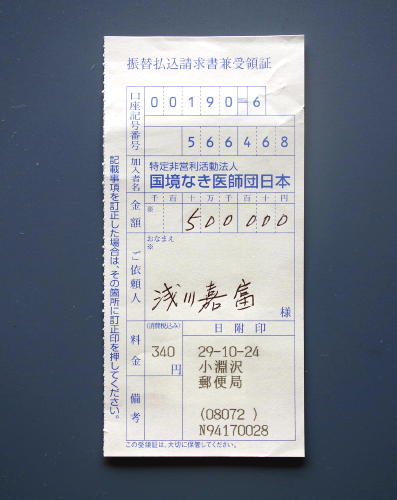 振替払込請求書兼受領証
口座記号番号
00190-6
566468
加入者名
特定非営利活動法人
国境なき医師団日本
金額
千百十万千百十円
※
500000
ご依頼人
おなまえ
※
浅川嘉富
様
料金
(消費税込み)
340
円
備考
日附印
29-10-24
小淵沢
郵便局
(08072 )
N94170028
この受領証は、大切に保管してください。
記載事項を訂正した場合は、その箇所に訂正印を押してください。